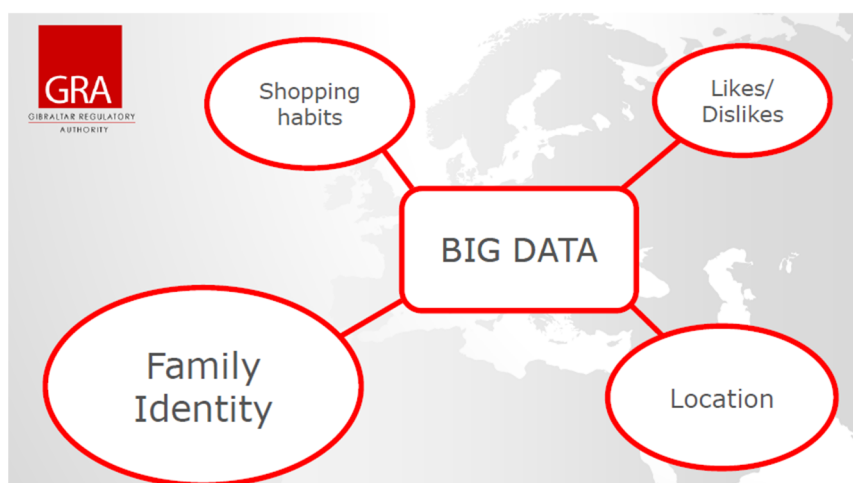 GRA
GIBRALTAR REGULATORY
AUTHORITY
Shopping
habits
Likes/
Dislikes
BIG DATA
Family
Identity
Location